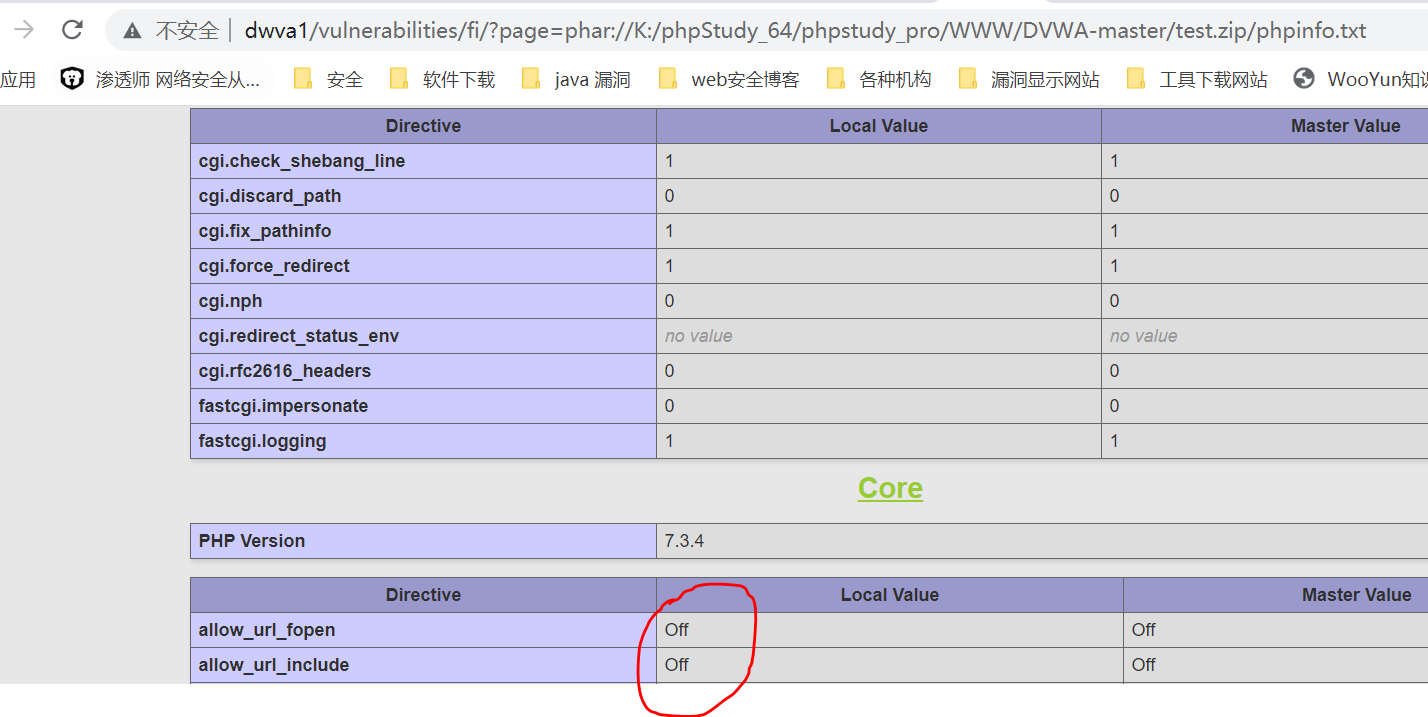 不安全 dwva1/vulnerabilities/fi/?page=phar://K:/phpStudy_64/phpstudy_pro/WWW/DVWA-master/test.zip/phpinfo.txt
应用 渗透师 网络安全从... 安全 软件下载 java 漏洞 web安全博客 各种机构 漏洞显示网站 工具下载网站 WooYun知
Directive Local Value Master Value
cgi.check_shebang_line 1 1
cgi.discard_path 0 0
cgi.fix_pathinfo 1 1
cgi.force_redirect 1 1
cgi.nph 0 0
cgi.redirect_status_env no value no value
cgi.rfc2616_headers 0 0
fastcgi.impersonate 0 0
fastcgi.logging 1 1
Core
PHP Version 7.3.4
Directive Local Value Master Value
allow_url_fopen Off Off
allow_url_include Off Off